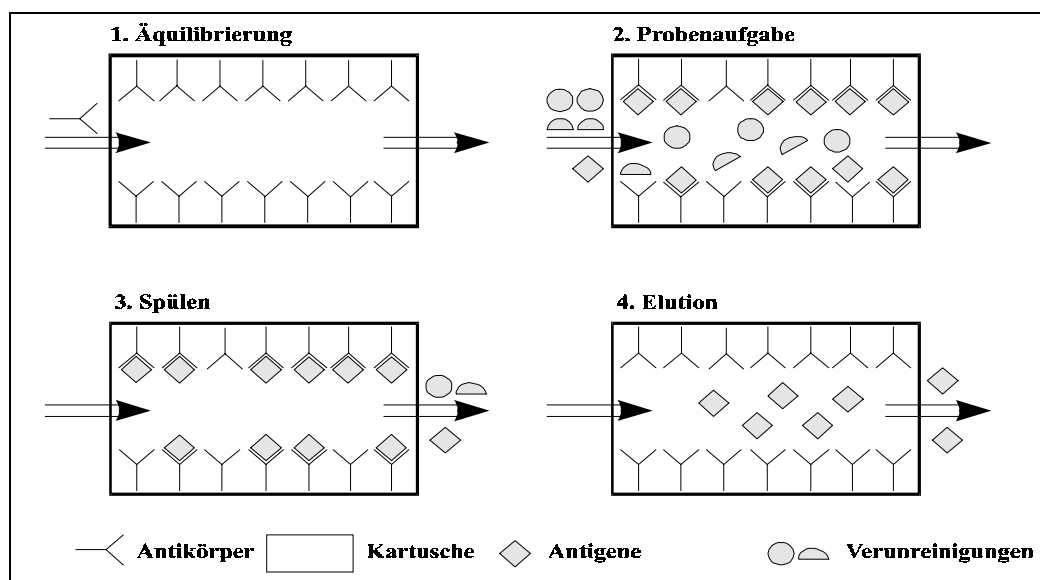 1. Äquilibrierung
2. Probenaufgabe
3. Spülen
4. Elution
Antikörper Kartusche Antigene Verunreinigungen